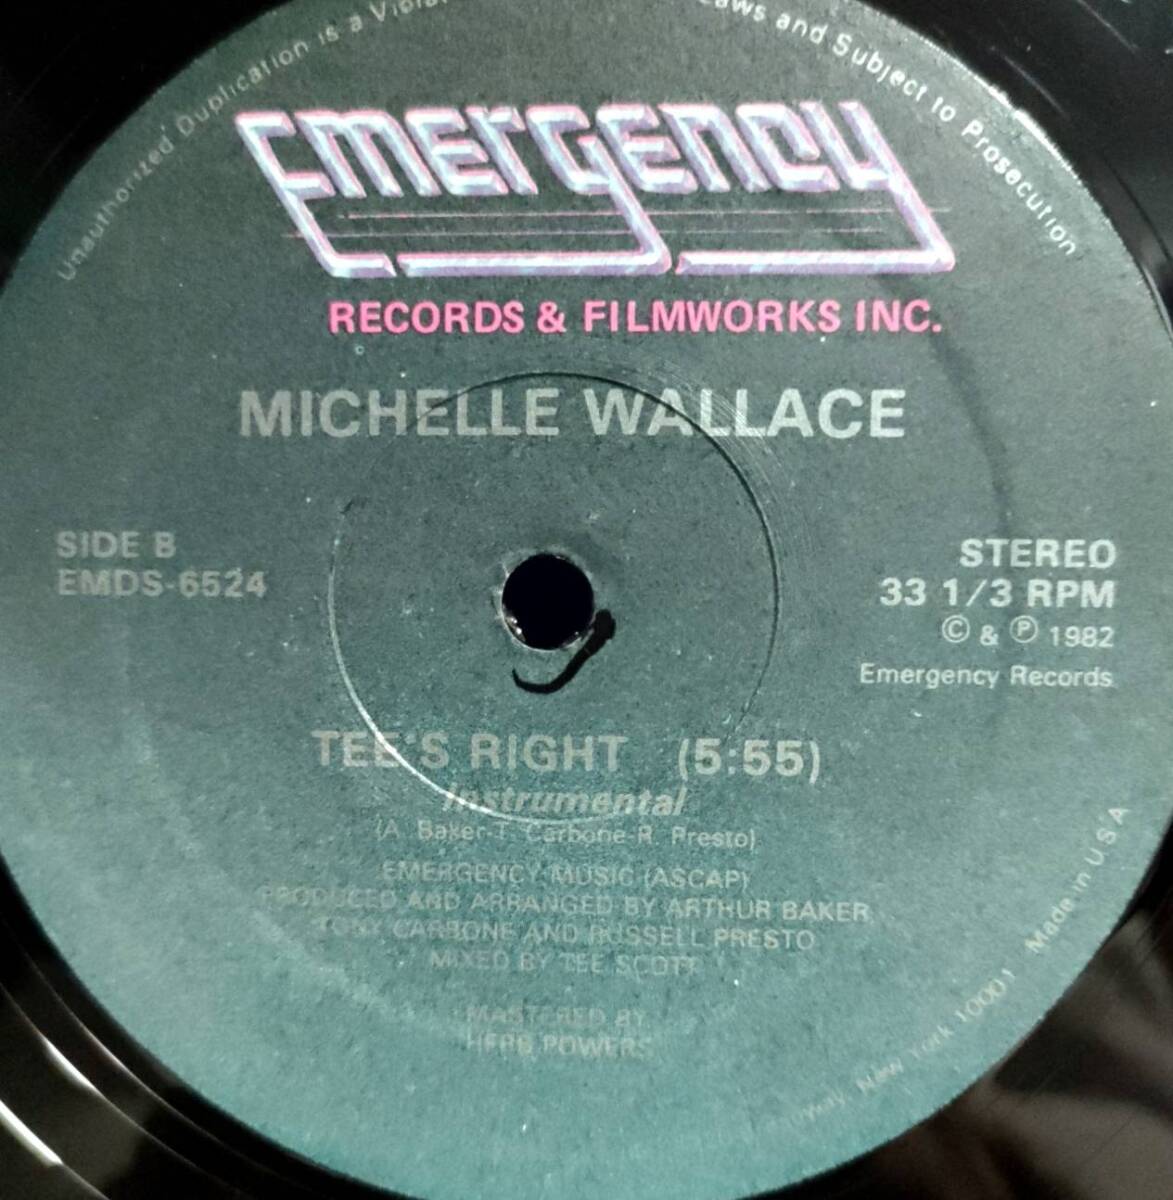 Unauthorized Duplication is a Laws and Subject to Prosecution
Emergency
RECORDS & FILMWORKS INC.
MICHELLE WALLACE
SIDE B
EMDS-6524
STEREO
33 1/3 RPM
© & ℗ 1982
Emergency Records
TEE'S RIGHT (5:55)
Instrumental
(A. Baker-T. Carbone-R. Presto)
EMERGENCY MUSIC (ASCAP)
PRODUCED AND ARRANGED BY ARTHUR BAKER
TONY CARBONE AND RUSSELL PRESTO
MIXED BY TEE SCOTT
MASTERED BY
HERB POWERS
New York 10001 Made in U S A